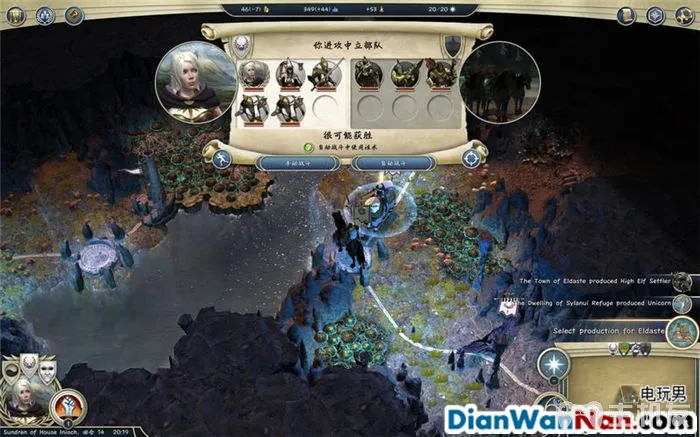 46(-7) 349(+44) +53 20/20
你进攻中立部队
很可能获胜
自动战斗中使用法术
手动战斗 自动战斗
The Town of Eldaste produced High Elf Settler
The Dwelling of Sylanui Refuge produced Unicorn
Select production for Eldaste
Sundren of House Inioch, 回合 14 20:19
电玩男
DianWanNan.com